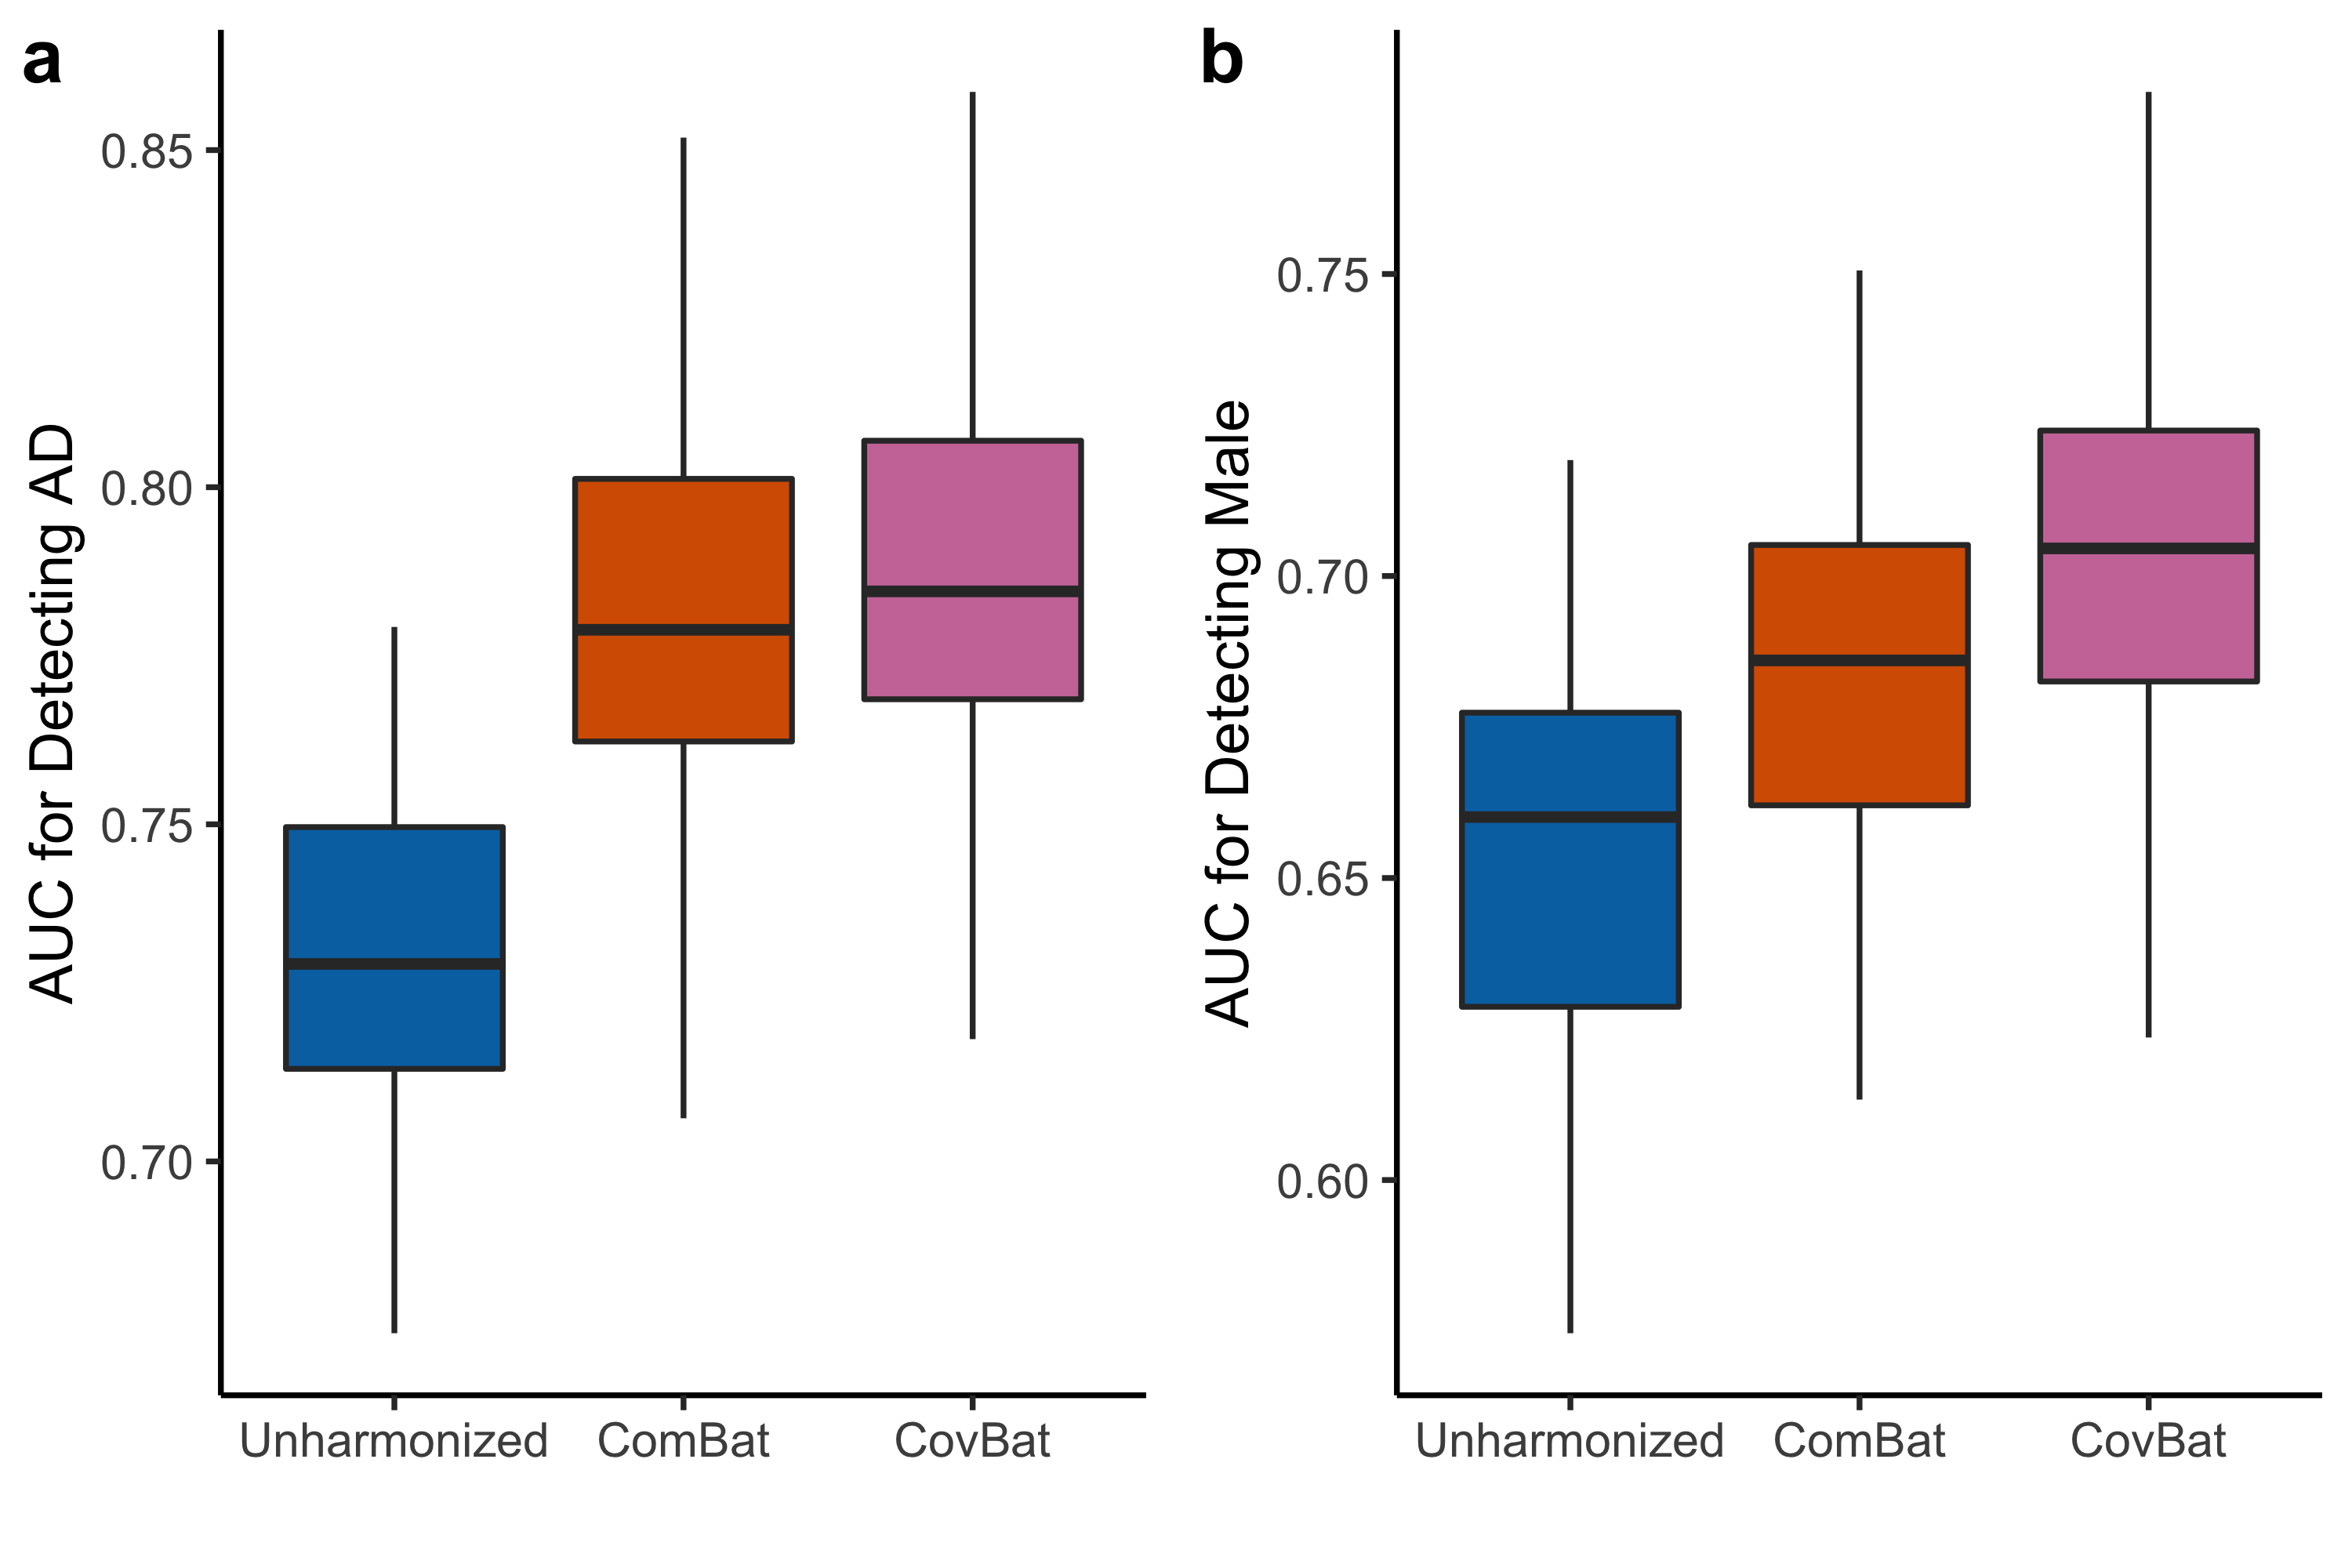 a
AUC for Detecting AD
0.85
0.80
0.75
0.70
Unharmonized ComBat CovBat
b
AUC for Detecting Male
0.75
0.70
0.65
0.60
Unharmonized ComBat CovBat